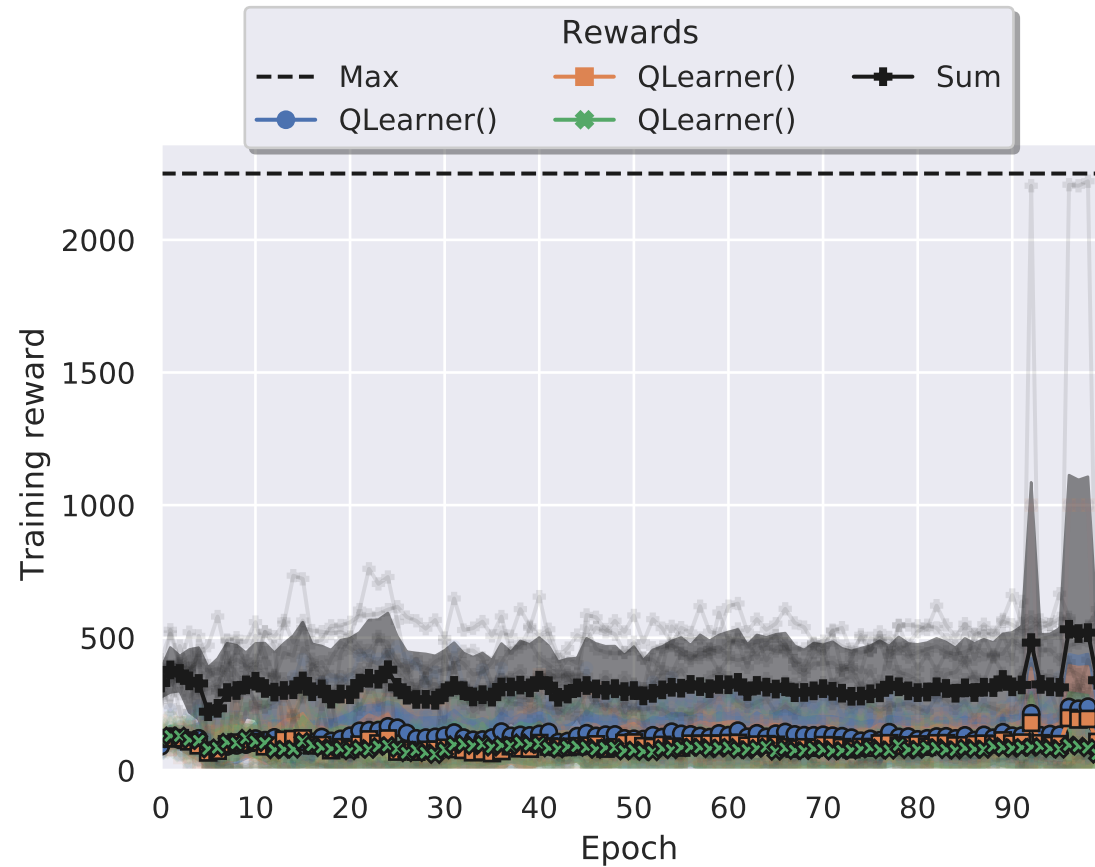 Rewards
Max QLearner() Sum
QLearner() QLearner()
2000
1500
1000
500
0
Training reward
0 10 20 30 40 50 60 70 80 90
Epoch